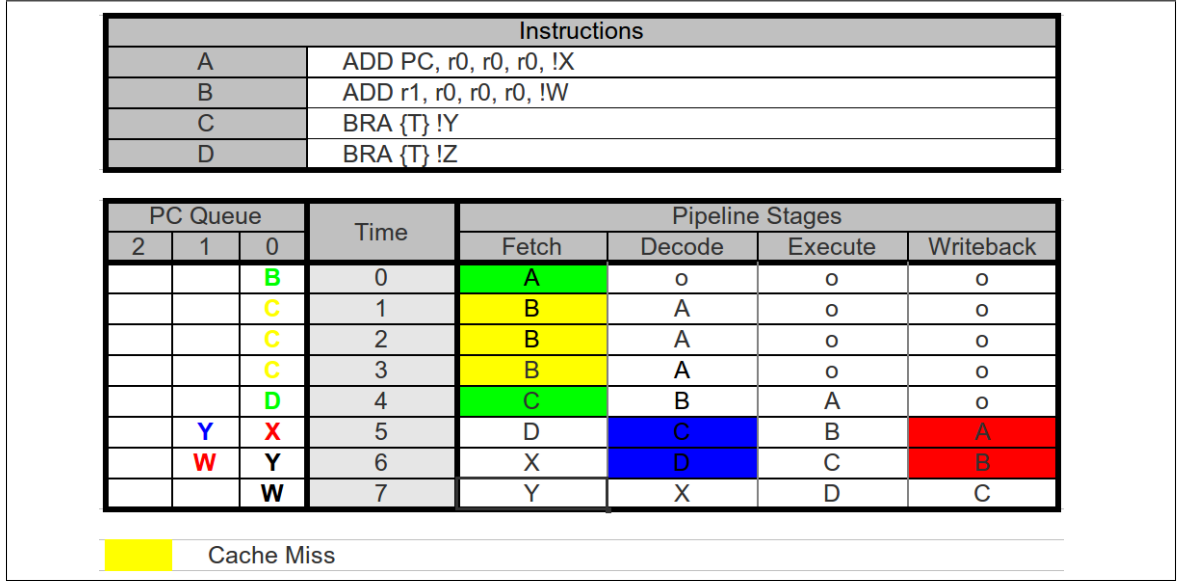 Instructions
A ADD PC, r0, r0, r0, !X
B ADD r1, r0, r0, r0, !W
C BRA {T} !Y
D BRA {T} !Z
PC Queue Time Pipeline Stages
2 1 0 Fetch Decode Execute Writeback
B 0 A o o o
C 1 B A o o
C 2 B A o o
C 3 B A o o
D 4 C B A o
Y X 5 D C B A
W Y 6 X D C B
W 7 Y X D C
Cache Miss